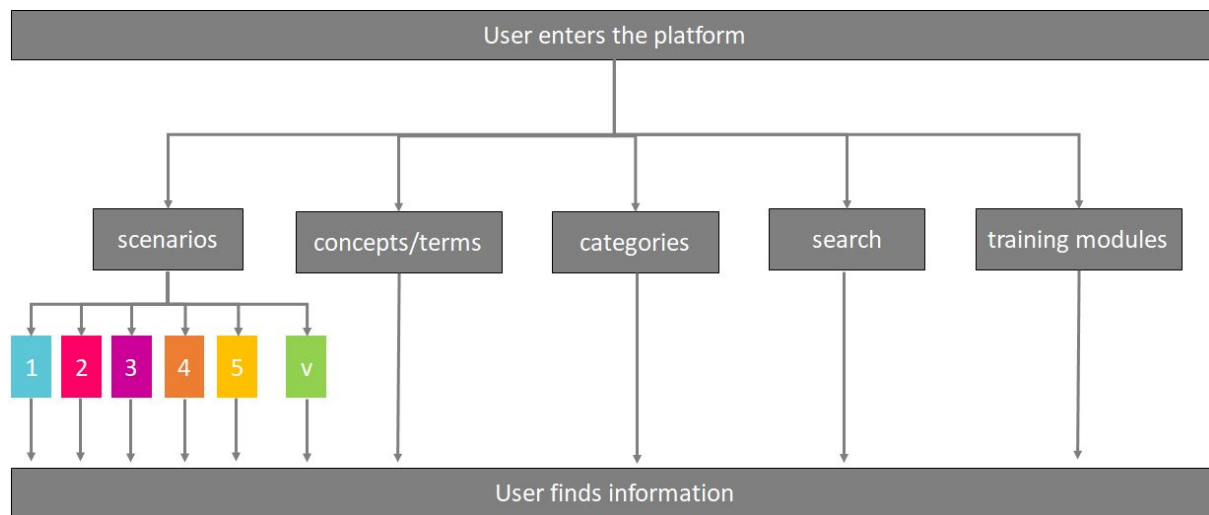 User enters the platform
scenarios
concepts/terms
categories
search
training modules
1
2
3
4
5
v
User finds information